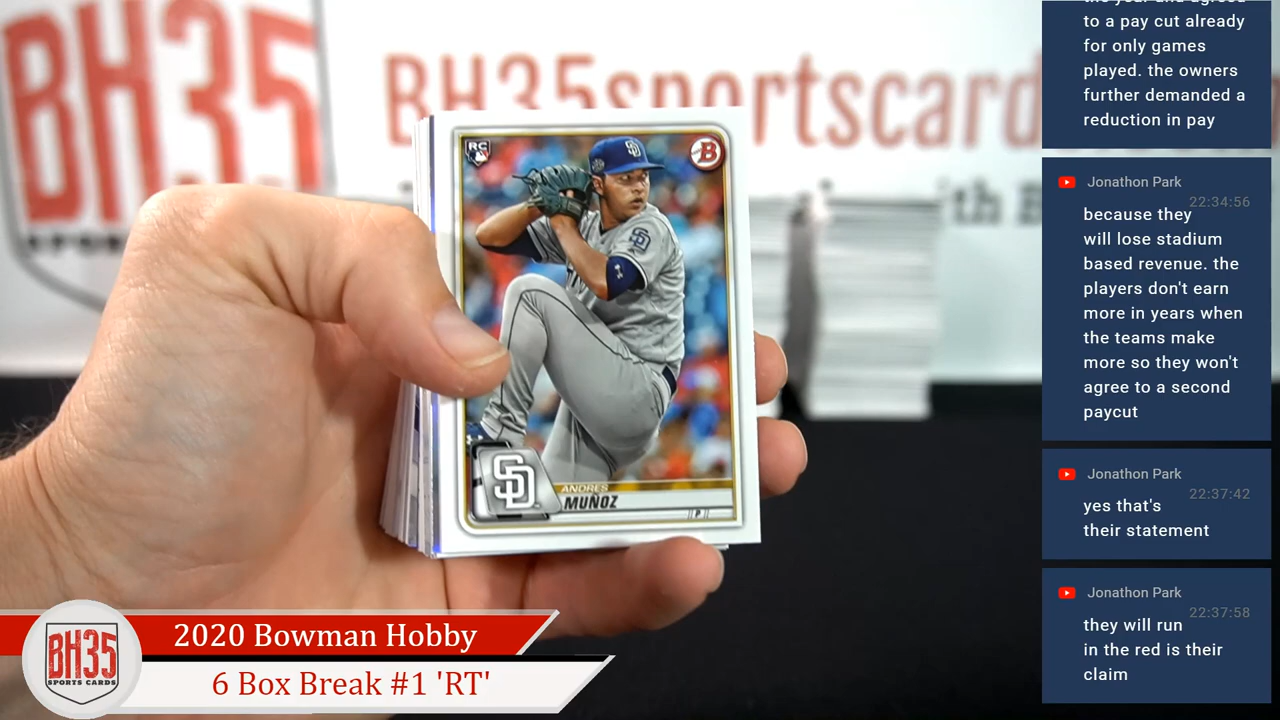 BH35
SPORTS CARDS
BH35sportscard
ith B
RC
B
SD
SD
SD
ANDRES
MUÑOZ
P
2020 Bowman Hobby
6 Box Break #1 'RT'
BH35
SPORTS CARDS
to a pay cut already
for only games
played. the owners
further demanded a
reduction in pay
Jonathon Park
22:34:56
because they
will lose stadium
based revenue. the
players don't earn
more in years when
the teams make
more so they won't
agree to a second
paycut
Jonathon Park
22:37:42
yes that's
their statement
Jonathon Park
22:37:58
they will run
in the red is their
claim